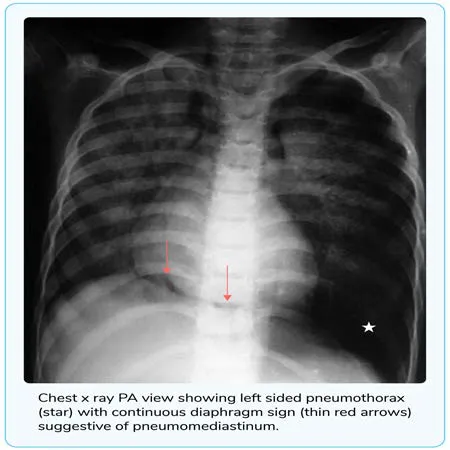 Chest x ray PA view showing left sided pneumothorax
(star) with continuous diaphragm sign (thin red arrows)
suggestive of pneumomediastinum.